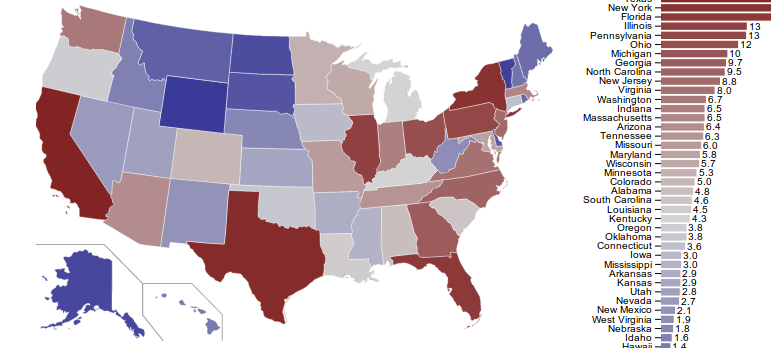 Texas
New York
Florida
Illinois 13
Pennsylvania 13
Ohio 12
Michigan 10
Georgia 9.7
North Carolina 9.5
New Jersey 8.8
Virginia 8.0
Washington 6.7
Indiana 6.5
Massachusetts 6.5
Arizona 6.4
Tennessee 6.3
Missouri 6.0
Maryland 5.8
Wisconsin 5.7
Minnesota 5.3
Colorado 5.0
Alabama 4.8
South Carolina 4.6
Louisiana 4.5
Kentucky 4.3
Oregon 3.8
Oklahoma 3.8
Connecticut 3.6
Iowa 3.0
Mississippi 3.0
Arkansas 2.9
Kansas 2.9
Utah 2.8
Nevada 2.7
New Mexico 2.1
West Virginia 1.9
Nebraska 1.8
Idaho 1.6
Hawaii 1.4